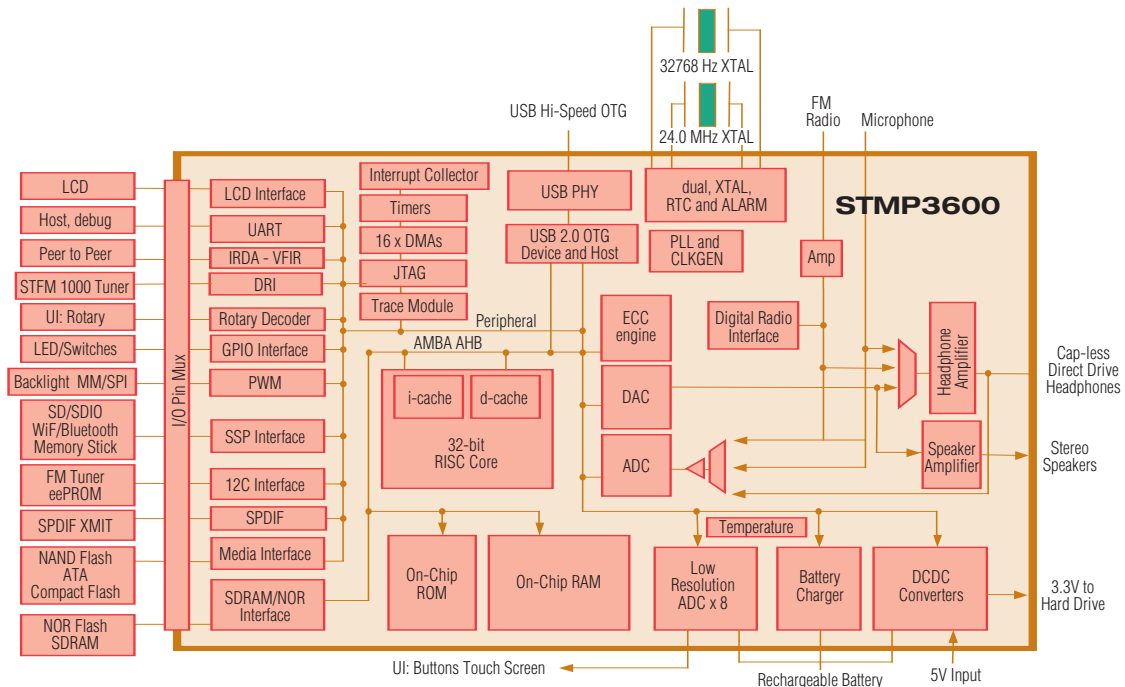 32768 Hz XTAL
24.0 MHz XTAL
USB Hi-Speed OTG
FM
Radio
Microphone
STMP3600
LCD
Host, debug
Peer to Peer
STFM 1000 Tuner
UI: Rotary
LED/Switches
Backlight MM/SPI
SD/SDIO
WiF/Bluetooth
Memory Stick
FM Tuner
eePROM
SPDIF XMIT
NAND Flash
ATA
Compact Flash
NOR Flash
SDRAM
I/O Pin Mux
LCD Interface
UART
IRDA - VFIR
DRI
Rotary Decoder
GPIO Interface
PWM
SSP Interface
12C Interface
SPDIF
Media Interface
SDRAM/NOR
Interface
Interrupt Collector
Timers
16 x DMAs
JTAG
Trace Module
Peripheral
AMBA AHB
i-cache
d-cache
32-bit
RISC Core
On-Chip
ROM
On-Chip RAM
USB PHY
USB 2.0 OTG
Device and Host
dual, XTAL,
RTC and ALARM
PLL and
CLKGEN
ECC
engine
DAC
ADC
Digital Radio
Interface
Amp
Headphone
Amplifier
Speaker
Amplifier
Temperature
Low
Resolution
ADC x 8
Battery
Charger
DCDC
Converters
Cap-less
Direct Drive
Headphones
Stereo
Speakers
3.3V to
Hard Drive
UI: Buttons Touch Screen
Rechargeable Battery
5V Input